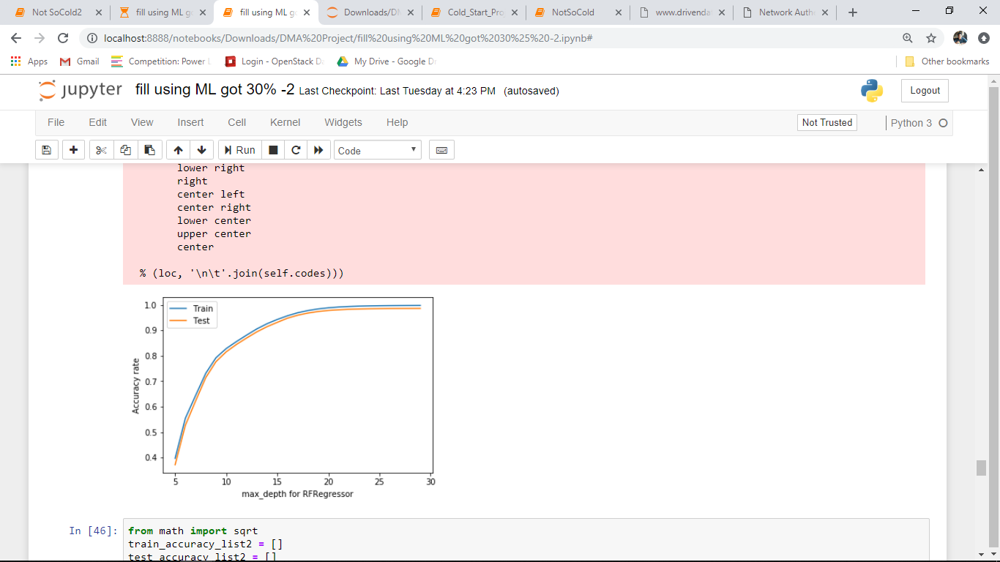 Not SoCold2
fill using ML g
fill using ML g
Downloads/DM
Cold_Start_Pro
NotSoCold
www.drivenda
Network Auth
localhost:8888/notebooks/Downloads/DMA%20Project/fill%20using%20ML%20got%2030%25%20-2.ipynb#
Apps
Gmail
Competition: Power L
Login - OpenStack D
My Drive - Google Dr
Other bookmarks
jupyter
fill using ML got 30% -2 Last Checkpoint: Last Tuesday at 4:23 PM (autosaved)
Logout
File Edit View Insert Cell Kernel Widgets Help
Not Trusted
Python 3
Run
Code
lower right
right
center left
center right
lower center
upper center
center
% (loc, '\n\t'.join(self.codes)))
Train
Test
1.0
0.9
0.8
0.7
0.6
0.5
0.4
Accuracy rate
5 10 15 20 25 30
max_depth for RFRegressor
In [46]:
from math import sqrt
train_accuracy_list2 = []
test_accuracy_list2 = []